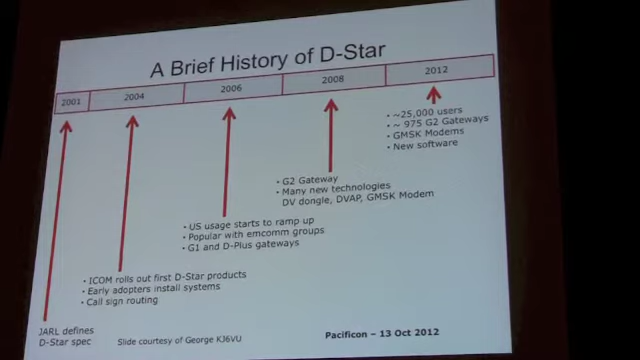 A Brief History of D-Star
2001 2004 2006 2008 2012
• ~25,000 users
• ~ 975 G2 Gateways
• GMSK Modems
• New software
• G2 Gateway
• Many new technologies
DV dongle, DVAP, GMSK Modem
• US usage starts to ramp up
• Popular with emcomm groups
• G1 and D-Plus gateways
• ICOM rolls out first D-Star products
• Early adopters install systems
• Call sign routing
JARL defines
D-Star spec
Slide courtesy of George KJ6VU
Pacificon – 13 Oct 2012